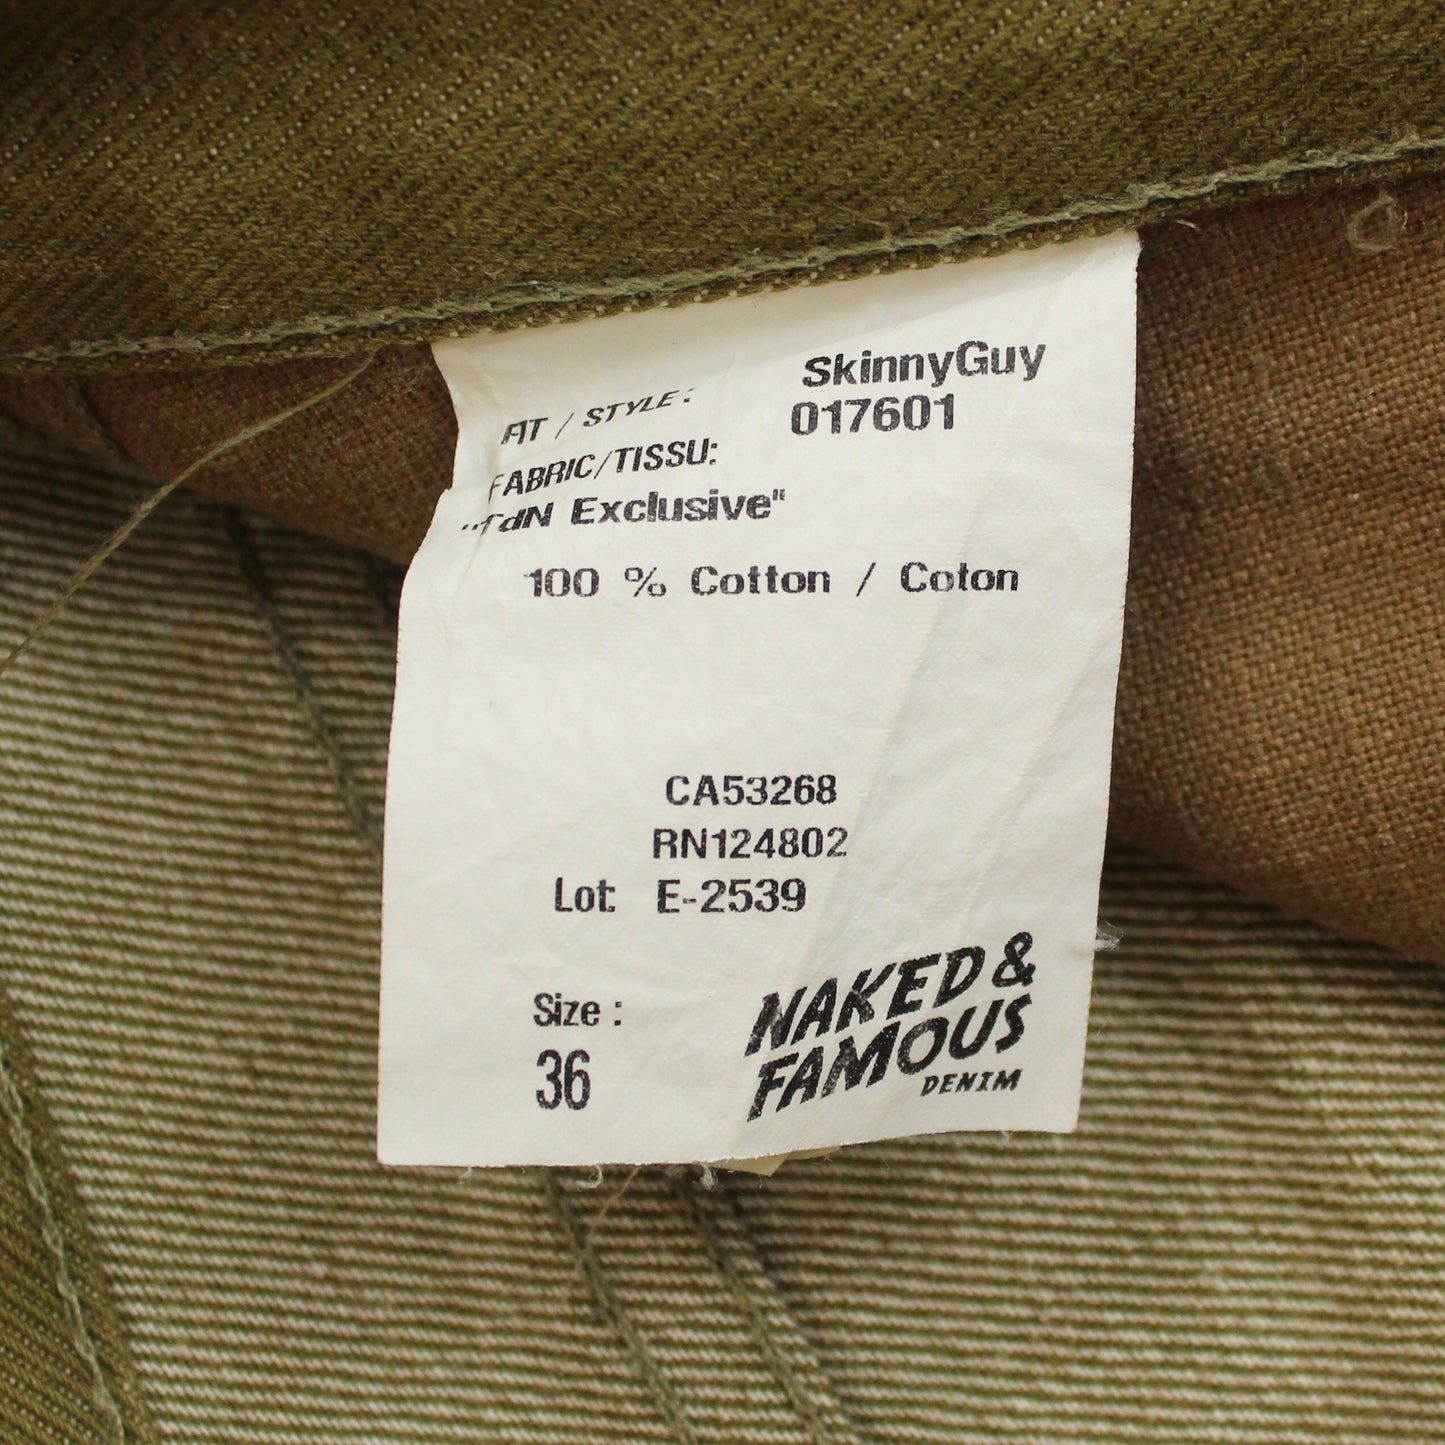 FIT / STYLE: SkinnyGuy
017601
FABRIC/TISSU:
"TdN Exclusive"
100 % Cotton / Coton
CA53268
RN124802
Lot: E-2539
Size :
36
NAKED &
FAMOUS
DENIM